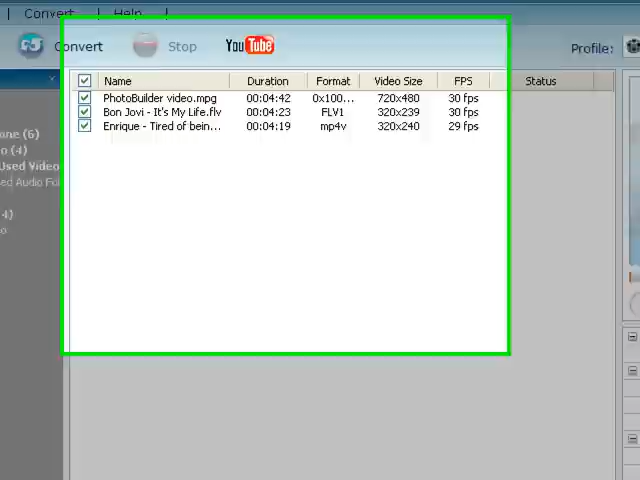 Convert | Help |
Convert Stop YouTube Profile:
Name Duration Format Video Size FPS Status
PhotoBuilder video.mpg 00:04:42 0x100... 720x480 30 fps
Bon Jovi - It's My Life.flv 00:04:23 FLV1 320x239 30 fps
Enrique - Tired of bein... 00:04:19 mp4v 320x240 29 fps
one (6)
o (4)
Used Video
sed Audio Fo
4)
o